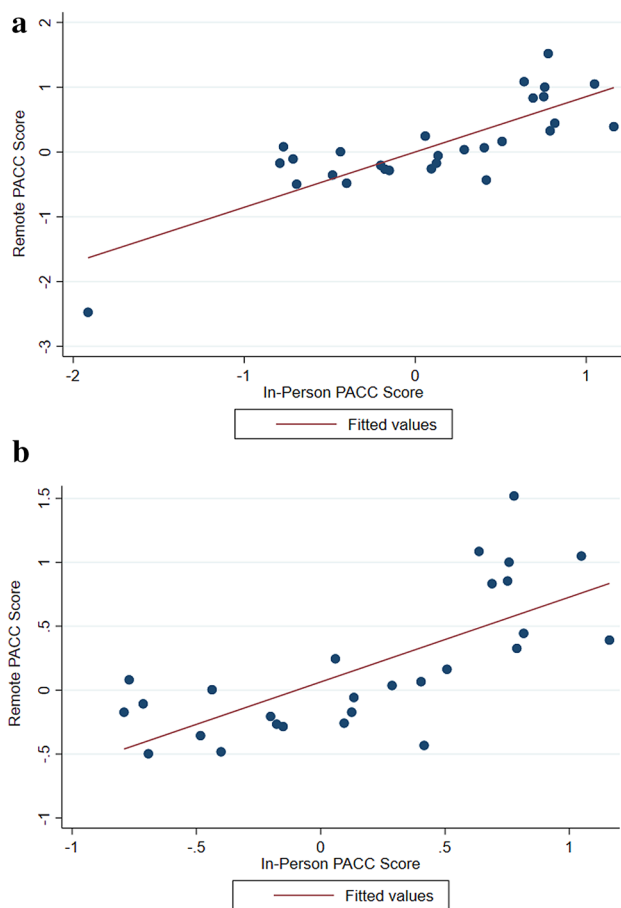 a
2
1
0
-1
-2
-3
Remote PACC Score
-2
-1
0
1
In-Person PACC Score
Fitted values
b
1.5
1
.5
0
-.5
-1
Remote PACC Score
-1
-.5
0
.5
1
In-Person PACC Score
Fitted values